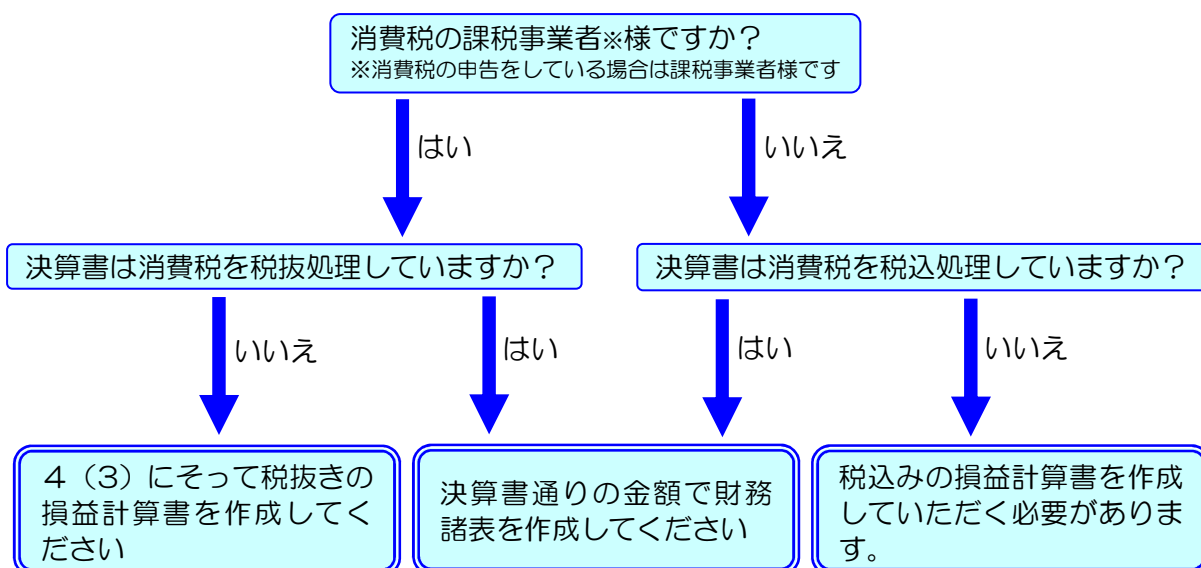 消費税の課税事業者※様ですか？
※消費税の申告をしている場合は課税事業者様です
はい
いいえ
決算書は消費税を税抜処理していますか？
決算書は消費税を税込処理していますか？
いいえ
はい
はい
いいえ
４（３）にそって税抜きの
損益計算書を作成してく
ださい
決算書通りの金額で財務
諸表を作成してください
税込みの損益計算書を作成
していただく必要がありま
す。